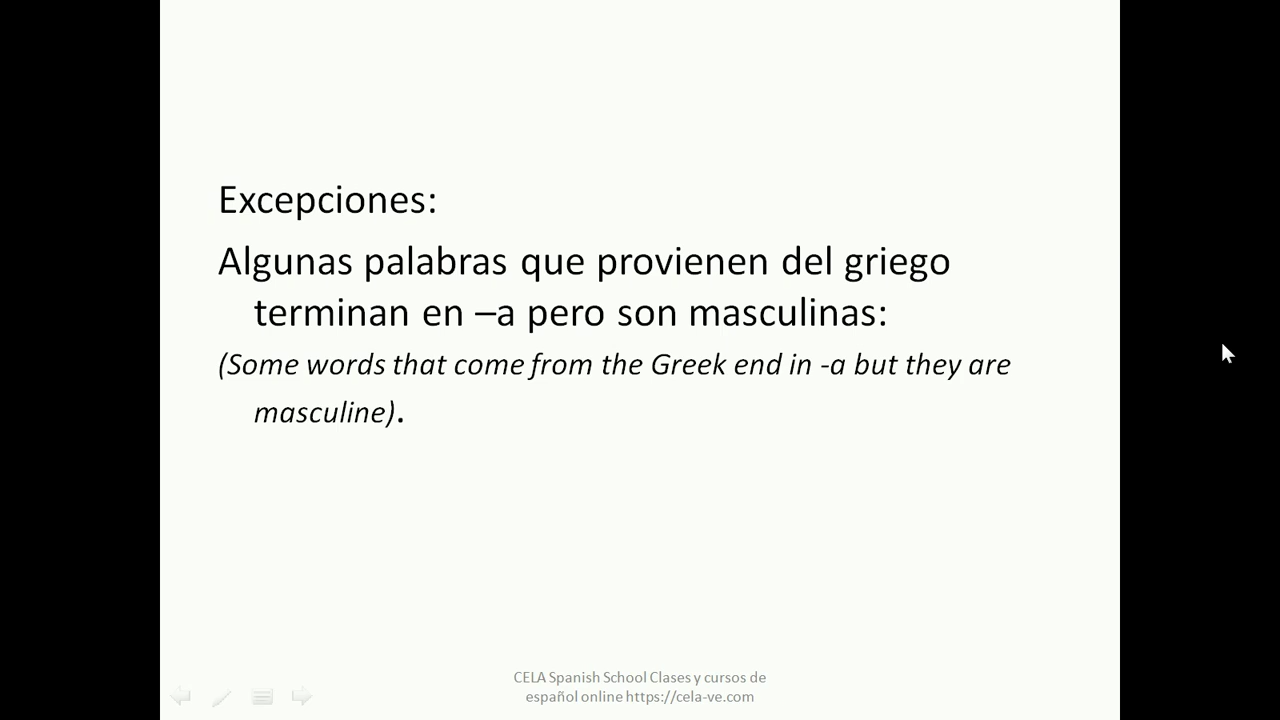 Excepciones:
Algunas palabras que provienen del griego
terminan en –a pero son masculinas:
(Some words that come from the Greek end in -a but they are
masculine).
CELA Spanish School Clases y cursos de
español online https://cela-ve.com